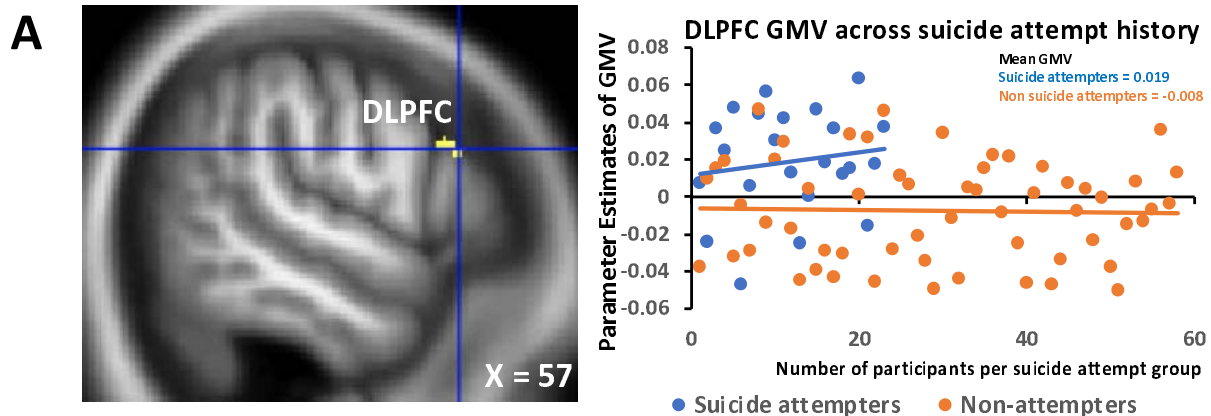 A
DLPFC
X = 57
DLPFC GMV across suicide attempt history
Mean GMV
Suicide attempters = 0.019
Non suicide attempters = -0.008
Parameter Estimates of GMV
0.08
0.06
0.04
0.02
0
-0.02
-0.04
-0.06
0 20 40 60
Number of participants per suicide attempt group
Suicide attempters Non-attempters